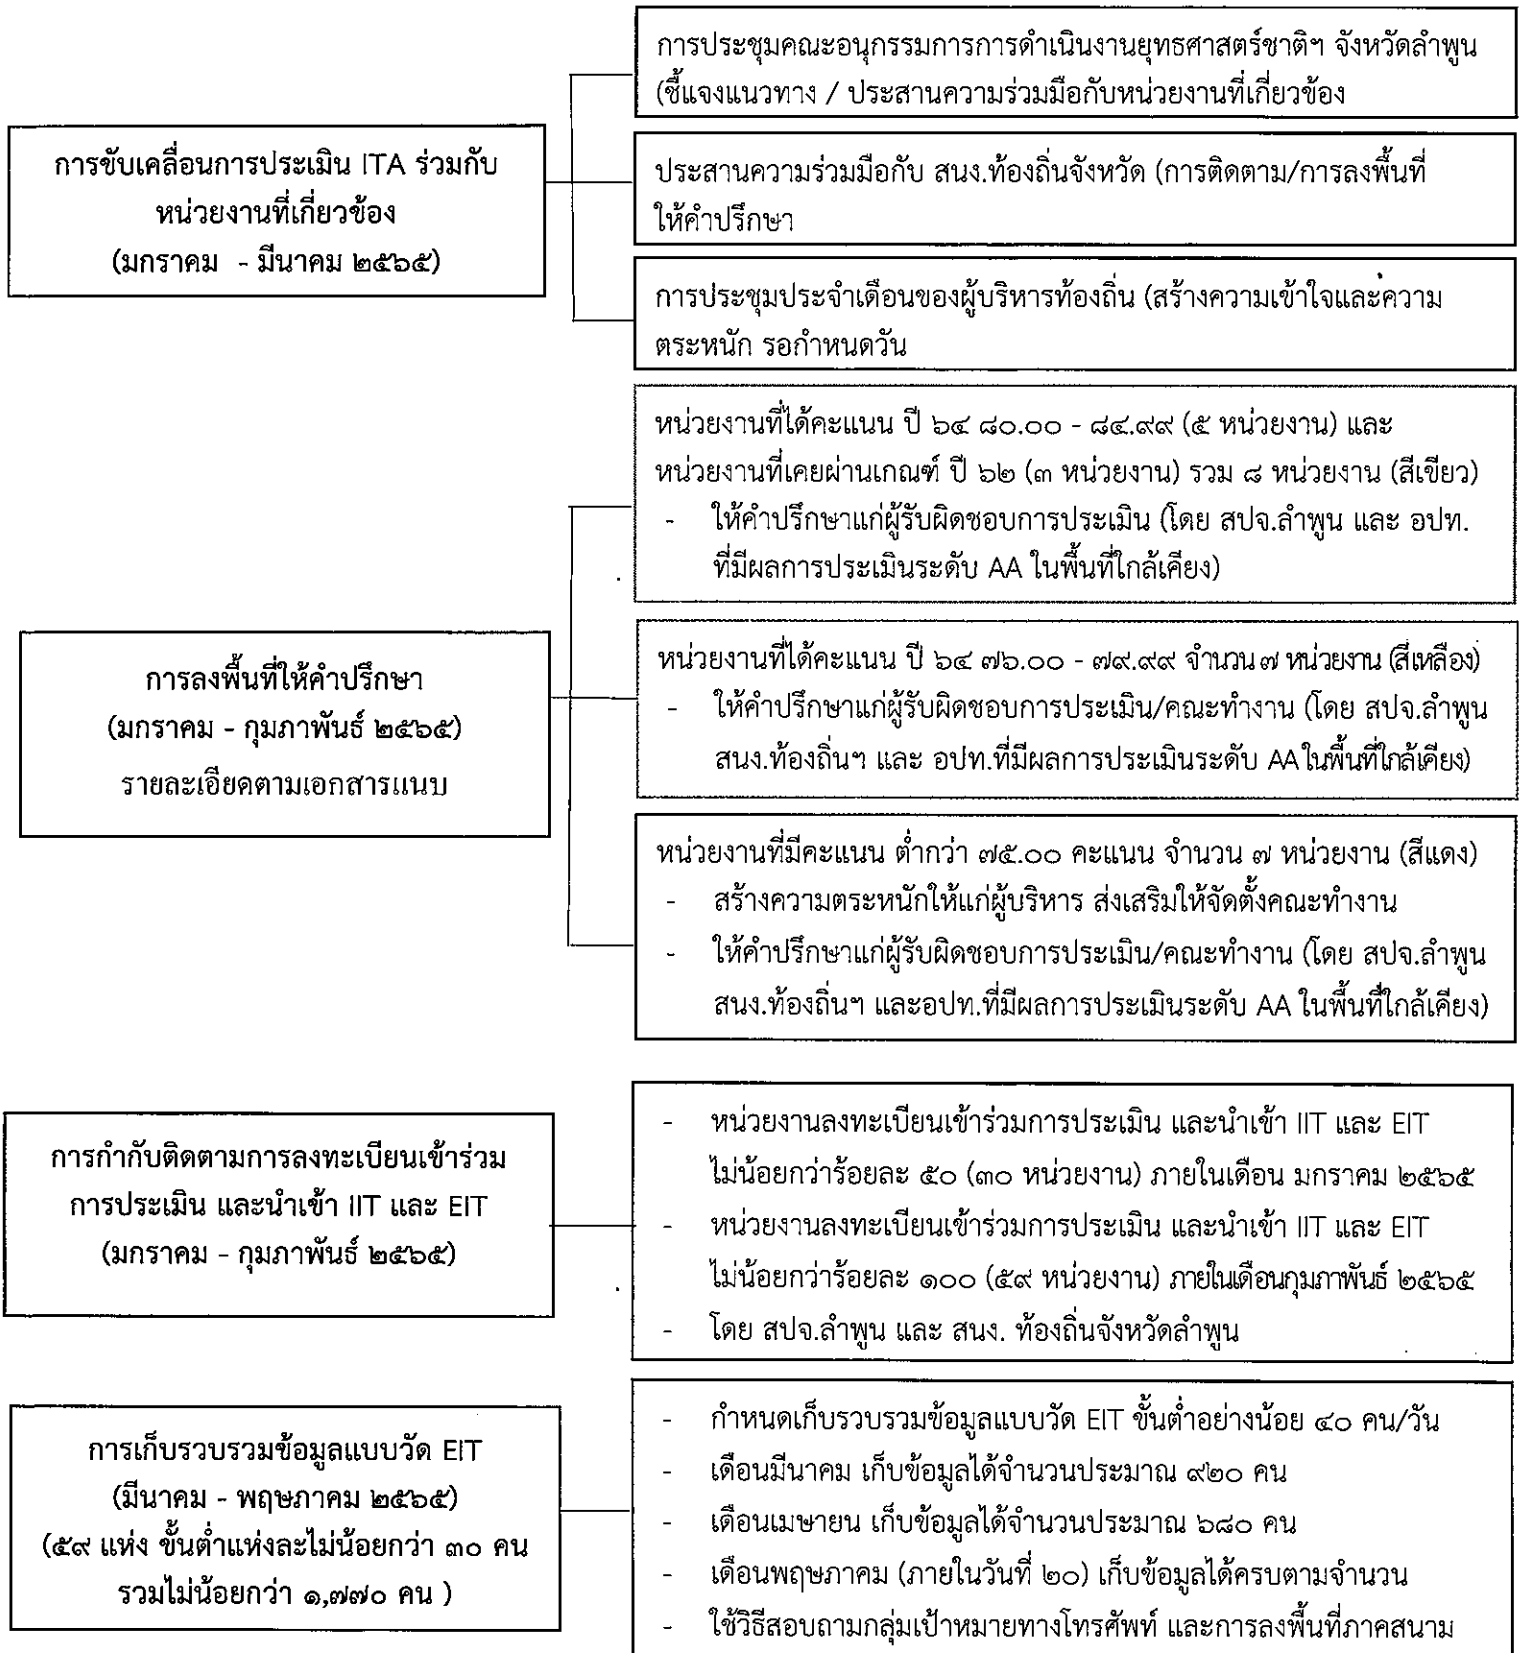 การขับเคลื่อนการประเมิน ITA ร่วมกับ
หน่วยงานที่เกี่ยวข้อง
(มกราคม - มีนาคม ๒๕๖๕)
การประชุมคณะอนุกรรมการการดำเนินงานยุทธศาสตร์ชาติฯ จังหวัดลำพูน
(ชี้แจงแนวทาง / ประสานความร่วมมือกับหน่วยงานที่เกี่ยวข้อง
ประสานความร่วมมือกับ สนง.ท้องถิ่นจังหวัด (การติดตาม/การลงพื้นที่
ให้คำปรึกษา
การประชุมประจำเดือนของผู้บริหารท้องถิ่น (สร้างความเข้าใจและความ
ตระหนัก รอกำหนดวัน
การลงพื้นที่ให้คำปรึกษา
(มกราคม - กุมภาพันธ์ ๒๕๖๕)
รายละเอียดตามเอกสารแนบ
หน่วยงานที่ได้คะแนน ปี ๖๔ ๘๐.๐๐ - ๘๔.๙๙ (๕ หน่วยงาน) และ
หน่วยงานที่เคยผ่านเกณฑ์ ปี ๖๒ (๓ หน่วยงาน) รวม ๘ หน่วยงาน (สีเขียว)
- ให้คำปรึกษาแก่ผู้รับผิดชอบการประเมิน (โดย สปจ.ลำพูน และ อปท.
ที่มีผลการประเมินระดับ AA ในพื้นที่ใกล้เคียง)
หน่วยงานที่ได้คะแนน ปี ๖๔ ๗๖.๐๐ - ๗๙.๙๙ จำนวน ๗ หน่วยงาน (สีเหลือง)
- ให้คำปรึกษาแก่ผู้รับผิดชอบการประเมิน/คณะทำงาน (โดย สปจ.ลำพูน
สนง.ท้องถิ่นฯ และ อปท.ที่มีผลการประเมินระดับ AA ในพื้นที่ใกล้เคียง)
หน่วยงานที่มีคะแนน ต่ำกว่า ๗๕.๐๐ คะแนน จำนวน ๗ หน่วยงาน (สีแดง)
- สร้างความตระหนักให้แก่ผู้บริหาร ส่งเสริมให้จัดตั้งคณะทำงาน
- ให้คำปรึกษาแก่ผู้รับผิดชอบการประเมิน/คณะทำงาน (โดย สปจ.ลำพูน
สนง.ท้องถิ่นฯ และอปท.ที่มีผลการประเมินระดับ AA ในพื้นที่ใกล้เคียง)
การกำกับติดตามการลงทะเบียนเข้าร่วม
การประเมิน และนำเข้า IIT และ EIT
(มกราคม - กุมภาพันธ์ ๒๕๖๕)
- หน่วยงานลงทะเบียนเข้าร่วมการประเมิน และนำเข้า IIT และ EIT
ไม่น้อยกว่าร้อยละ ๕๐ (๓๐ หน่วยงาน) ภายในเดือน มกราคม ๒๕๖๕
- หน่วยงานลงทะเบียนเข้าร่วมการประเมิน และนำเข้า IIT และ EIT
ไม่น้อยกว่าร้อยละ ๑๐๐ (๕๙ หน่วยงาน) ภายในเดือนกุมภาพันธ์ ๒๕๖๕
- โดย สปจ.ลำพูน และ สนง. ท้องถิ่นจังหวัดลำพูน
การเก็บรวบรวมข้อมูลแบบวัด EIT
(มีนาคม - พฤษภาคม ๒๕๖๕)
(๕๙ แห่ง ขั้นต่ำแห่งละไม่น้อยกว่า ๓๐ คน
รวมไม่น้อยกว่า ๑,๗๗๐ คน )
- กำหนดเก็บรวบรวมข้อมูลแบบวัด EIT ขั้นต่ำอย่างน้อย ๔๐ คน/วัน
- เดือนมีนาคม เก็บข้อมูลได้จำนวนประมาณ ๙๒๐ คน
- เดือนเมษายน เก็บข้อมูลได้จำนวนประมาณ ๖๘๐ คน
- เดือนพฤษภาคม (ภายในวันที่ ๒๐) เก็บข้อมูลได้ครบตามจำนวน
- ใช้วิธีสอบถามกลุ่มเป้าหมายทางโทรศัพท์ และการลงพื้นที่ภาคสนาม